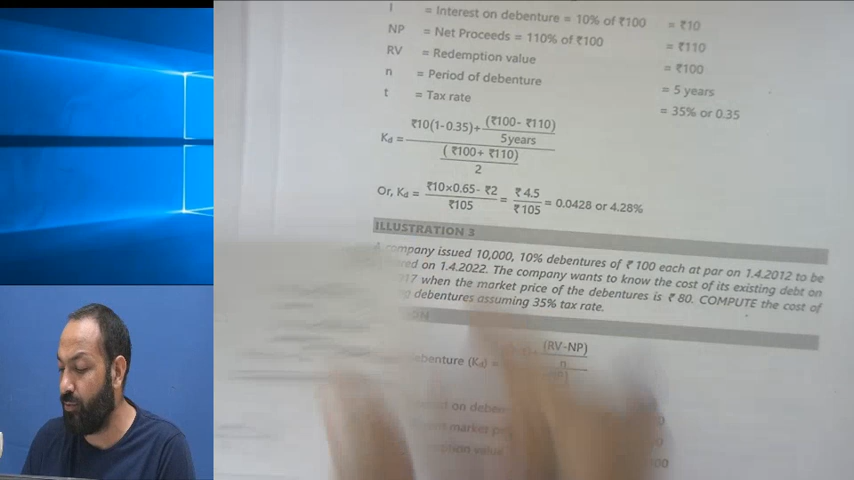 I = Interest on debenture = 10% of ₹100 = ₹10
NP = Net Proceeds = 110% of ₹100 = ₹110
RV = Redemption value = ₹100
n = Period of debenture = 5 years
t = Tax rate = 35% or 0.35
Kd = ₹10(1-0.35)+ (₹100- ₹110)
5years
( ₹100+ ₹110)
2
Or, Kd = ₹10×0.65- ₹2 / ₹105 = ₹ 4.5 / ₹ 105 = 0.0428 or 4.28%
ILLUSTRATION 3
company issued 10,000, 10% debentures of ₹ 100 each at par on 1.4.2012 to be
on 1.4.2022. The company wants to know the cost of its existing debt on
17 when the market price of the debentures is ₹ 80. COMPUTE the cost of
debentures assuming 35% tax rate.
(RV-NP)
(Kd) = n
on
market
value